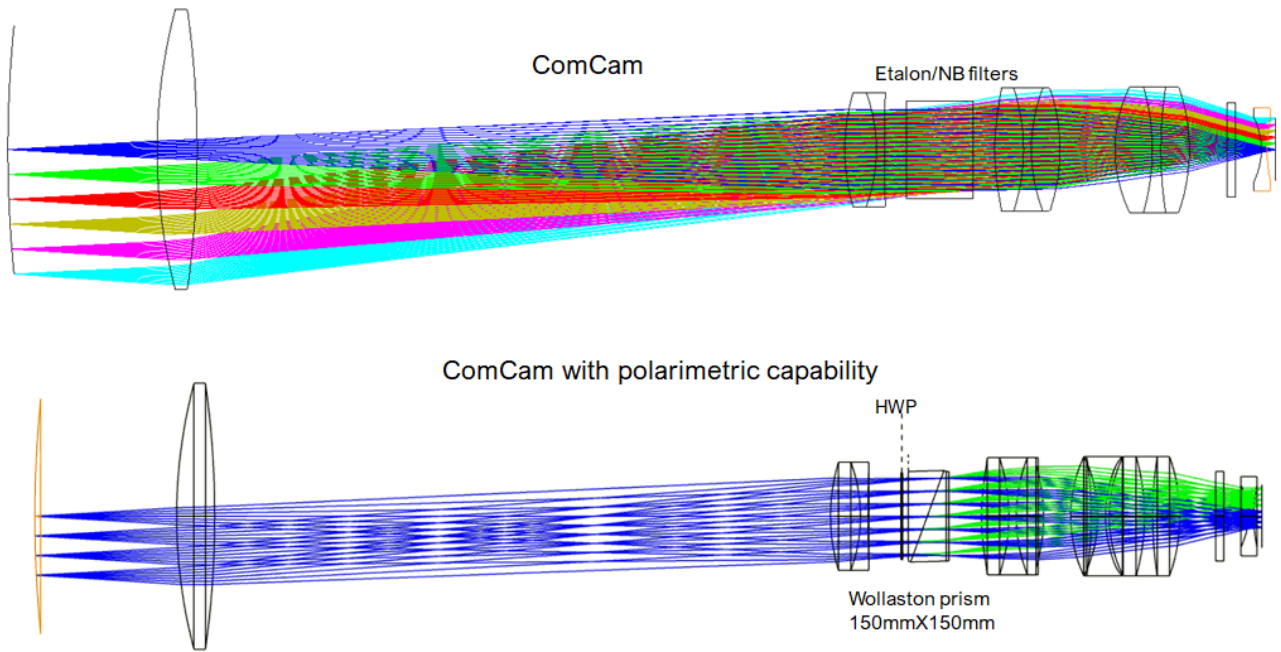 ComCam
Etalon/NB filters
ComCam with polarimetric capability
HWP
Wollaston prism
150mmX150mm